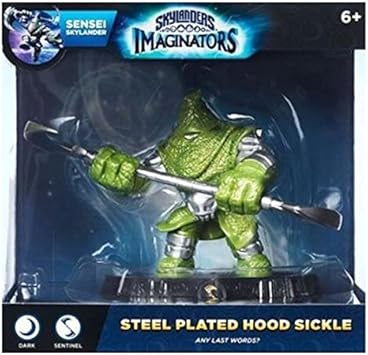 SENSEI
SKYLANDER
SKYLANDERS
IMAGINATORS
6+
STEEL PLATED HOOD SICKLE
ANY LAST WORDS?
DARK
SENTINEL